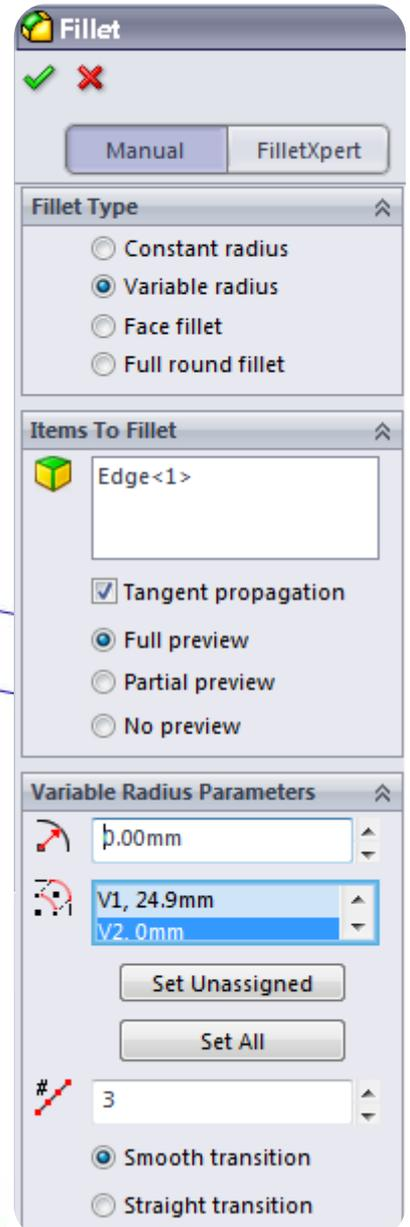 Fillet
Manual FilletXpert
Fillet Type
Constant radius
Variable radius
Face fillet
Full round fillet
Items To Fillet
Edge<1>
Tangent propagation
Full preview
Partial preview
No preview
Variable Radius Parameters
0.00mm
V1, 24.9mm
V2, 0mm
Set Unassigned
Set All
#
3
Smooth transition
Straight transition